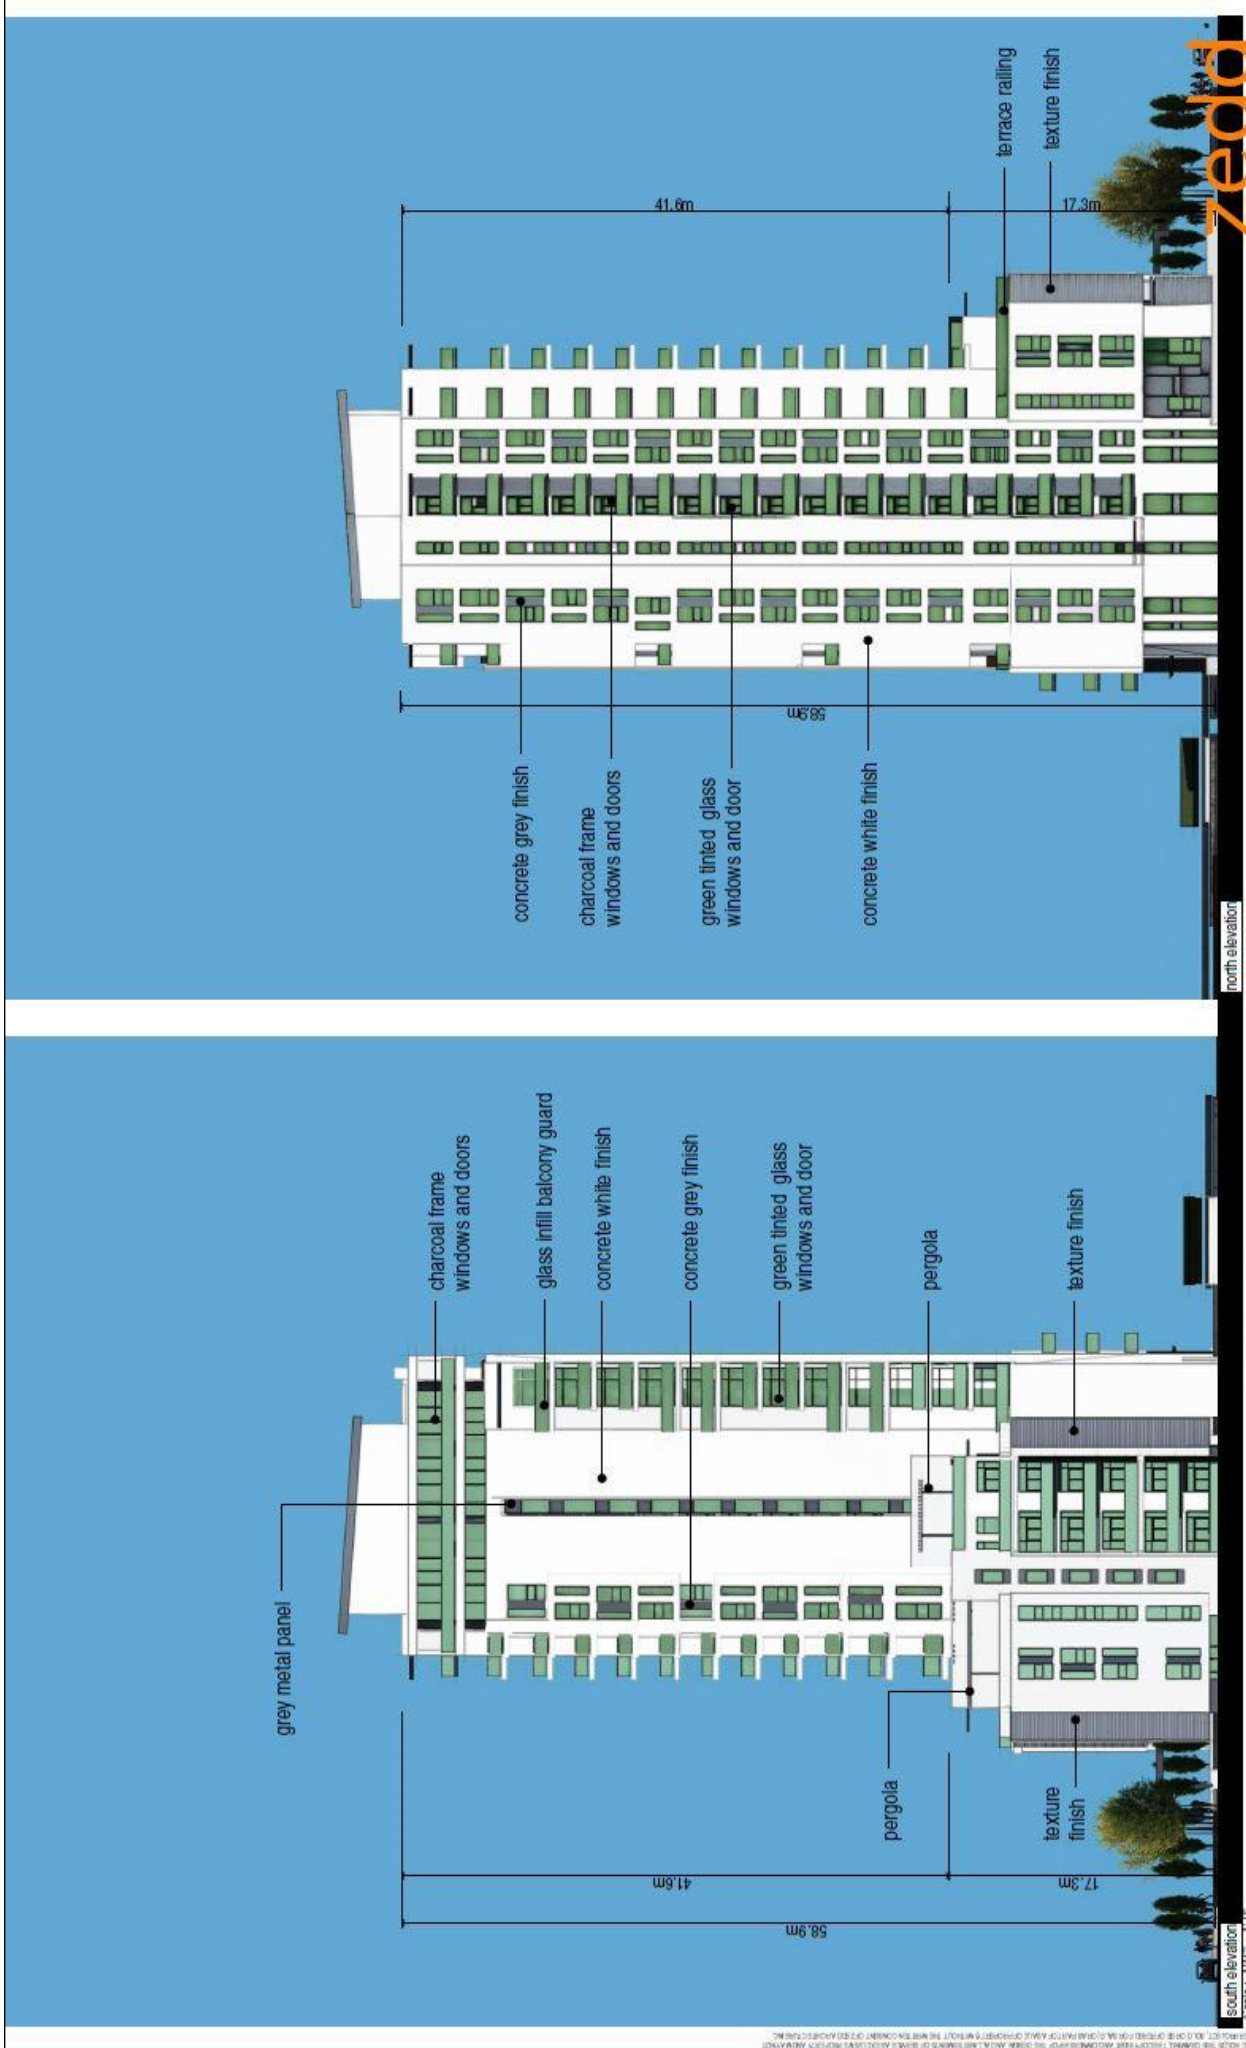 grey metal panel
charcoal frame
windows and doors
glass infill balcony guard
concrete white finish
concrete grey finish
green tinted glass
windows and door
pergola
texture finish
pergola
texture
finish
41.6m
17.3m
58.9m
south elevation
concrete grey finish
charcoal frame
windows and doors
green tinted glass
windows and door
concrete white finish
terrace railing
texture finish
41.6m
17.3m
58.9m
north elevation
zedd